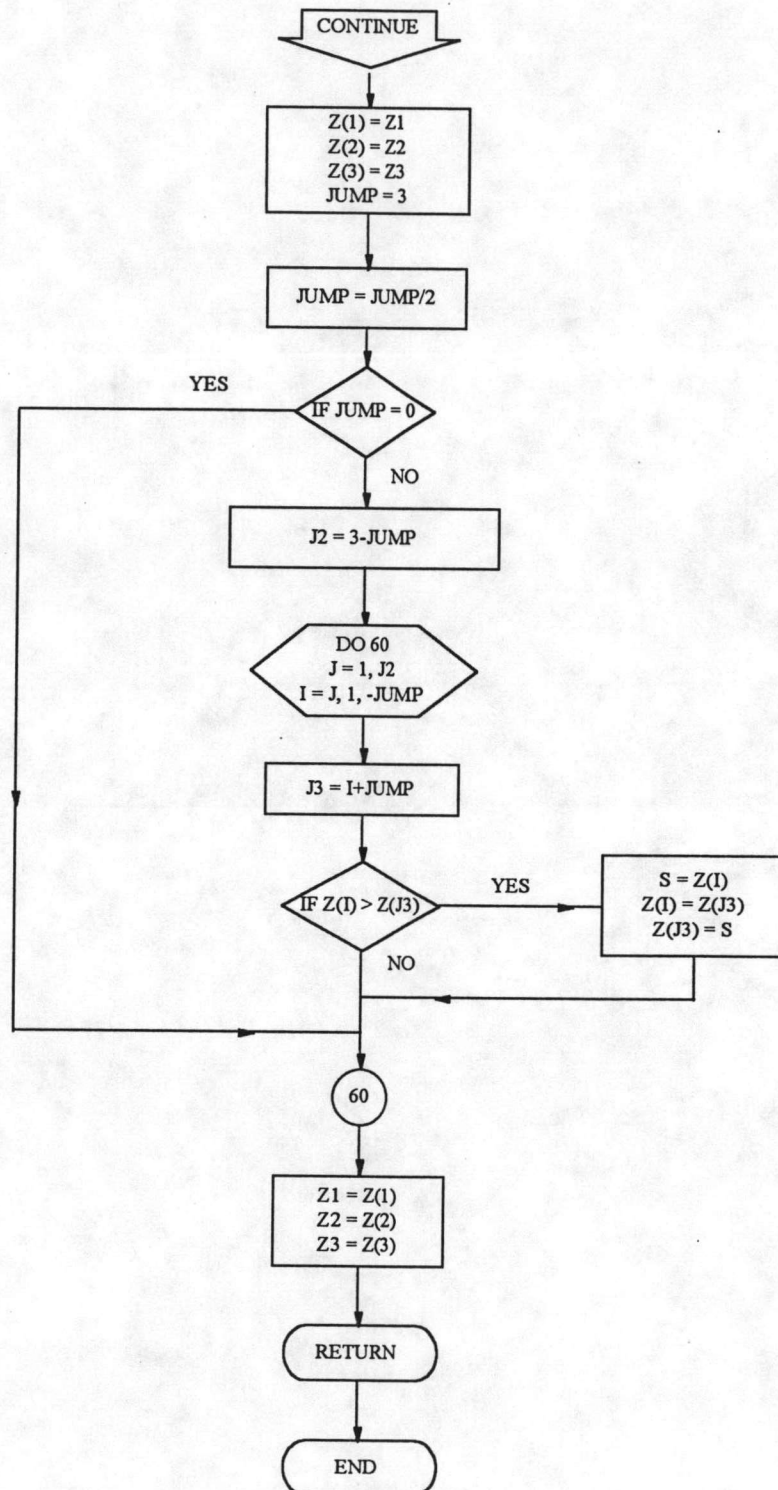 CONTINUE
Z(1) = Z1
Z(2) = Z2
Z(3) = Z3
JUMP = 3
JUMP = JUMP/2
YES
IF JUMP = 0
NO
J2 = 3-JUMP
DO 60
J = 1, J2
I = J, 1, -JUMP
J3 = I+JUMP
IF Z(I) > Z(J3)
YES
S = Z(I)
Z(I) = Z(J3)
Z(J3) = S
NO
60
Z1 = Z(1)
Z2 = Z(2)
Z3 = Z(3)
RETURN
END